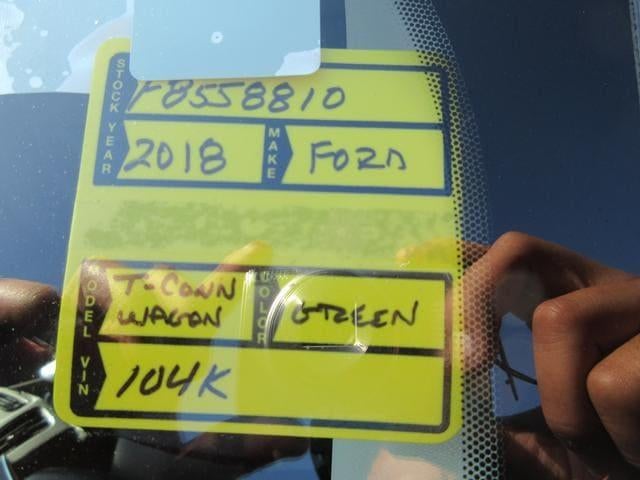 STOCK F8558810
YEAR 2018 MAKE FORD
MODEL T-CONN WAGON COLOR GREEN
VIN 104K